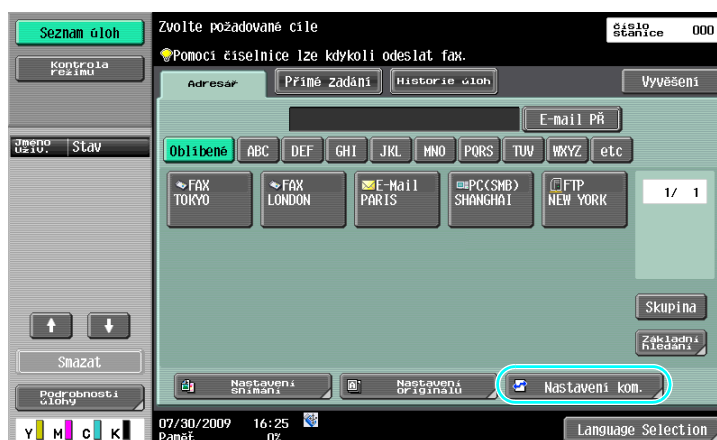 Seznam úloh
Kontrola
režimu
Jméno
uživ.
Stav
Smazat
Podrobnosti
úlohy
Y M C K
Zvolte požadované cíle
číslo
stanice
000
Pomocí číselnice lze kdykoli odeslat fax.
Adresář
Přímé zadání
Historie úloh
Vyvěšení
E-mail PŘ
Oblíbené ABC DEF GHI JKL MNO PQRS TUV WXYZ etc
FAX
TOKYO
FAX
LONDON
E-Mail
PARIS
PC(SMB)
SHANGHAI
FTP
NEW YORK
1/ 1
Skupina
Základní
hledání
Nastavení
snímání
Nastavení
originálu
Nastavení kom.
07/30/2009 16:25
Paměť 0%
Language Selection